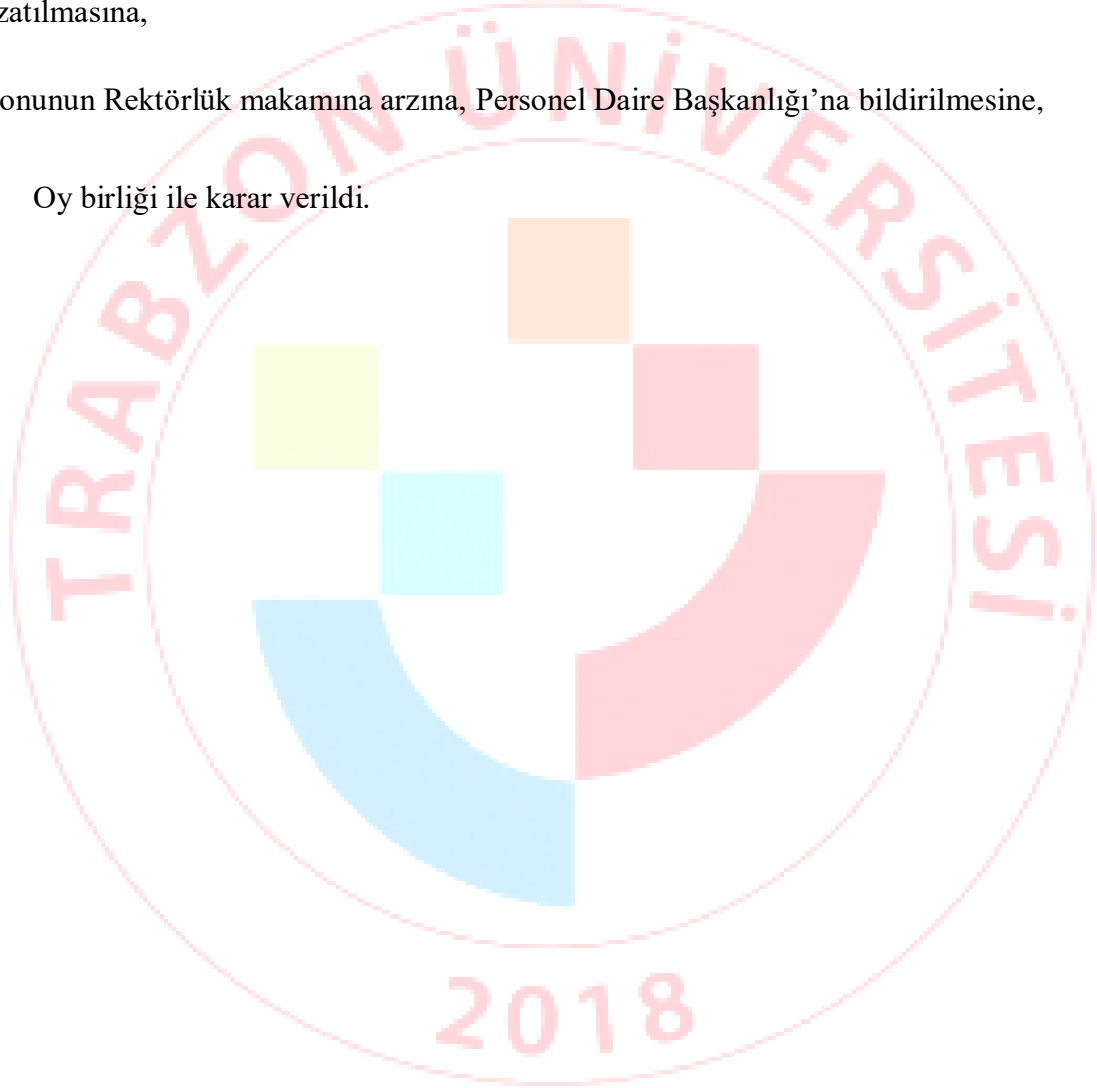 zatılmasına,
onunun Rektörlük makamına arzına, Personel Daire Başkanlığı’na bildirilmesine,
Oy birliği ile karar verildi.
TRABZON ÜNİVERSİTESİ
2018